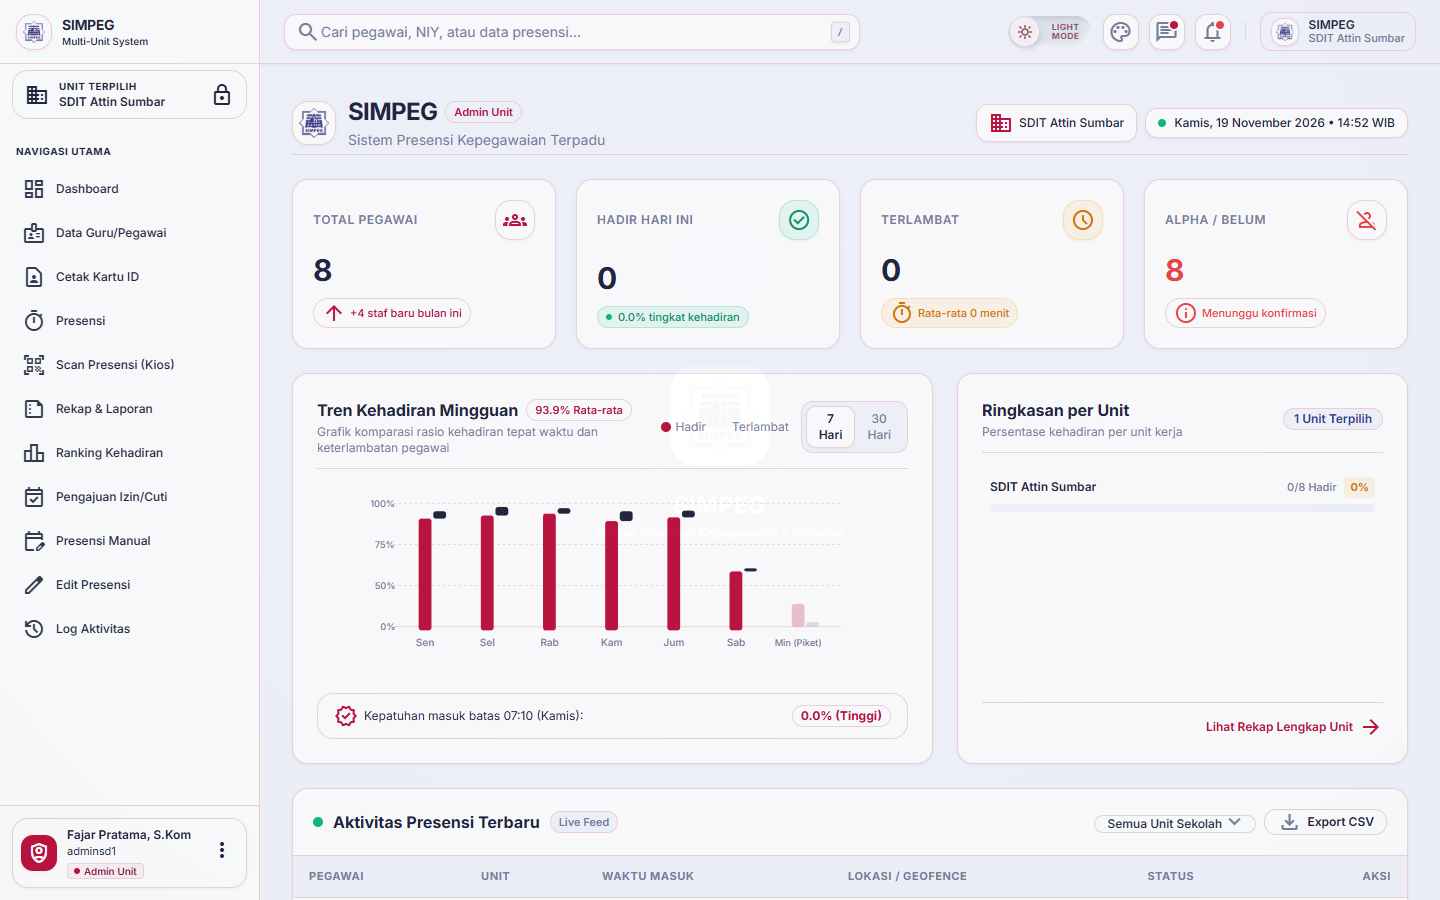 SIMPEG
Multi-Unit System
UNIT TERPILIH
SDIT Attin Sumbar
NAVIGASI UTAMA
Dashboard
Data Guru/Pegawai
Cetak Kartu ID
Presensi
Scan Presensi (Kios)
Rekap & Laporan
Ranking Kehadiran
Pengajuan Izin/Cuti
Presensi Manual
Edit Presensi
Log Aktivitas
Fajar Pratama, S.Kom
adminsd1
Admin Unit
Cari pegawai, NIY, atau data presensi...
/
LIGHT
MODE
SIMPEG
SDIT Attin Sumbar
SIMPEG
Admin Unit
Sistem Presensi Kepegawaian Terpadu
SDIT Attin Sumbar
Kamis, 19 November 2026 • 14:52 WIB
TOTAL PEGAWAI
8
+4 staf baru bulan ini
HADIR HARI INI
0
0.0% tingkat kehadiran
TERLAMBAT
0
Rata-rata 0 menit
ALPHA / BELUM
8
Menunggu konfirmasi
Tren Kehadiran Mingguan
93.9% Rata-rata
Grafik komparasi rasio kehadiran tepat waktu dan
keterlambatan pegawai
Hadir
Terlambat
7
Hari
30
Hari
SIMPEG
100%
75%
50%
0%
Sen
Sel
Rab
Kam
Jum
Sab
Min (Piket)
Kepatuhan masuk batas 07:10 (Kamis):
0.0% (Tinggi)
Ringkasan per Unit
Persentase kehadiran per unit kerja
1 Unit Terpilih
SDIT Attin Sumbar
0/8 Hadir
0%
Lihat Rekap Lengkap Unit
Aktivitas Presensi Terbaru
Live Feed
Semua Unit Sekolah
Export CSV
PEGAWAI
UNIT
WAKTU MASUK
LOKASI / GEOFENCE
STATUS
AKSI